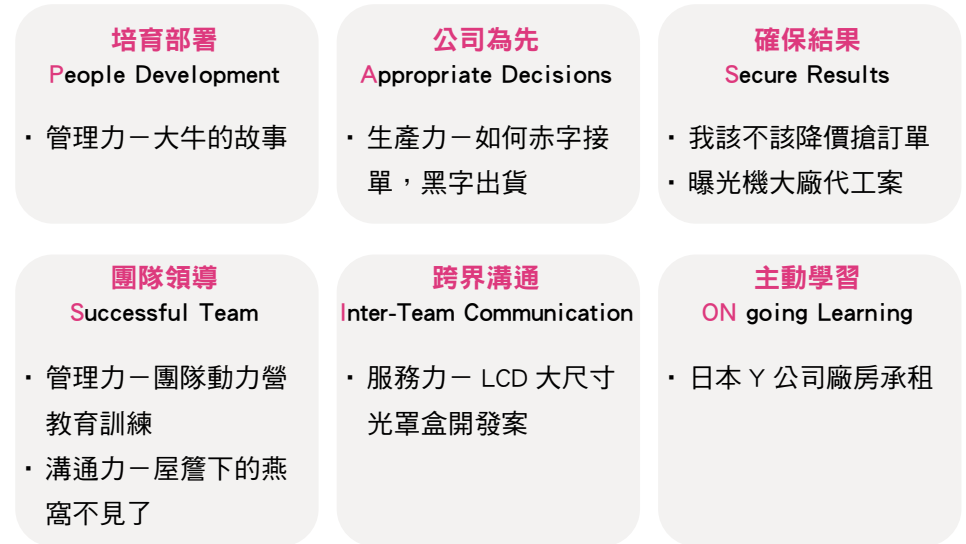 培育部署
People Development
・管理力－大牛的故事
公司為先
Appropriate Decisions
・生產力－如何赤字接
單，黑字出貨
確保結果
Secure Results
・我該不該降價搶訂單
・曝光機大廠代工案
團隊領導
Successful Team
・管理力－團隊動力營
教育訓練
・溝通力－屋簷下的燕
窩不見了
跨界溝通
Inter-Team Communication
・服務力－ LCD 大尺寸
光罩盒開發案
主動學習
ON going Learning
・日本 Y 公司廠房承租